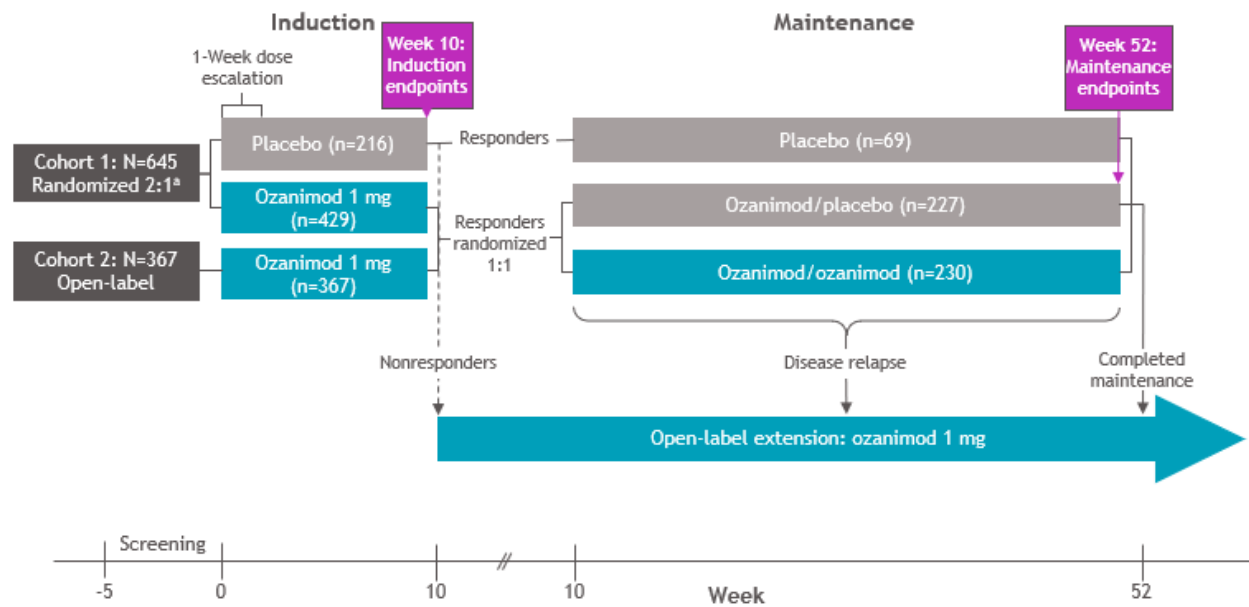 Induction
Maintenance
1-Week dose
escalation
Week 10:
Induction
endpoints
Week 52:
Maintenance
endpoints
Cohort 1: N=645
Randomized 2:1ª
Placebo (n=216)
Ozanimod 1 mg
(n=429)
Cohort 2: N=367
Open-label
Ozanimod 1 mg
(n=367)
Responders
Responders
randomized
1:1
Placebo (n=69)
Ozanimod/placebo (n=227)
Ozanimod/ozanimod (n=230)
Nonresponders
Disease relapse
Completed
maintenance
Open-label extension: ozanimod 1 mg
Screening
-5
0
10
//
10
52
Week